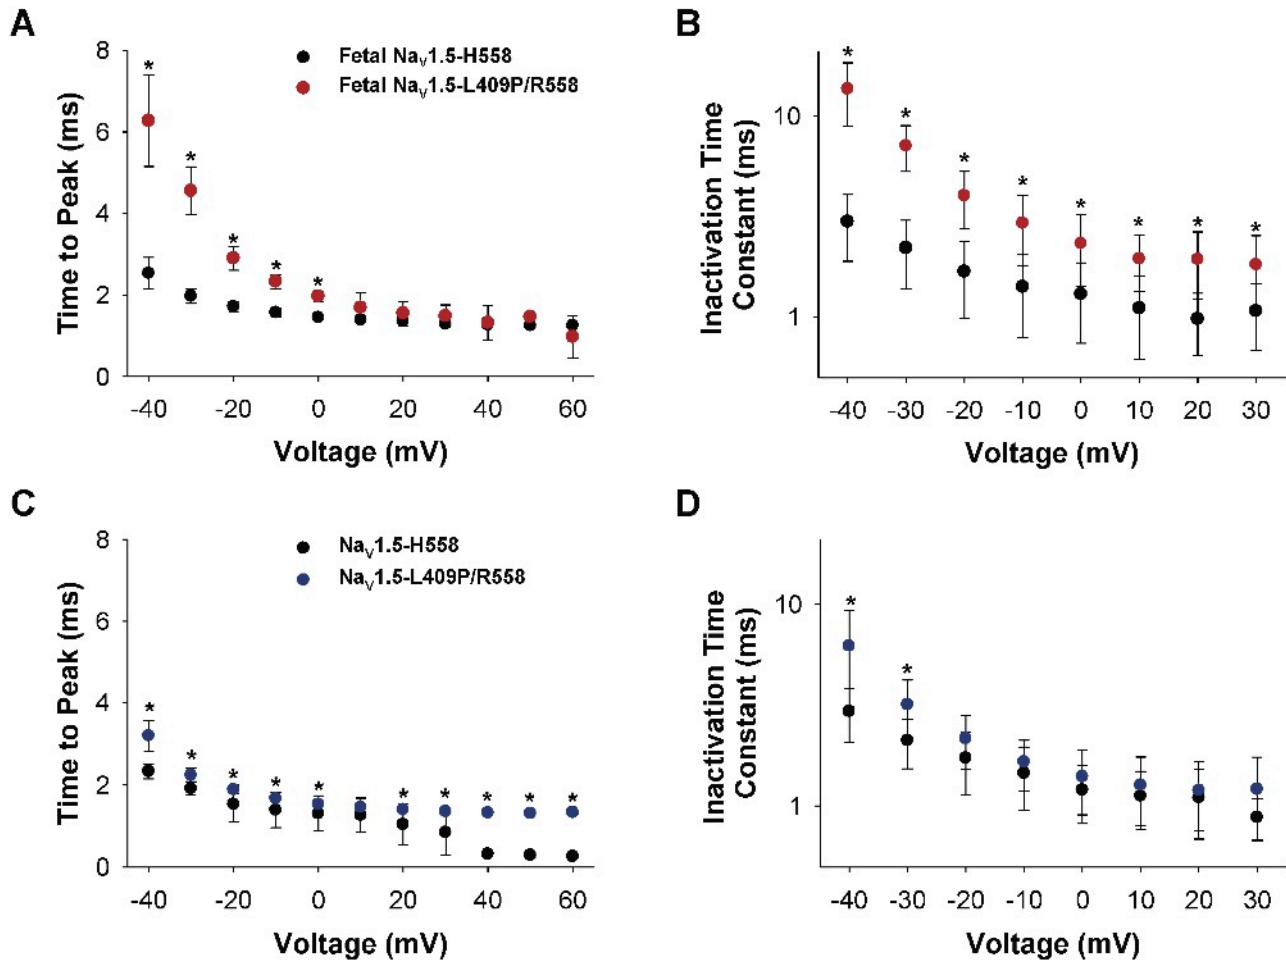 A
Time to Peak (ms)
8
6
4
2
0
* * * * *
Fetal NaV1.5-H558
Fetal NaV1.5-L409P/R558
-40 -20 0 20 40 60
Voltage (mV)
B
Inactivation Time
Constant (ms)
10
1
* * * * * * * *
-40 -30 -20 -10 0 10 20 30
Voltage (mV)
C
Time to Peak (ms)
8
6
4
2
0
NaV1.5-H558
NaV1.5-L409P/R558
* * * * * * * * * *
-40 -20 0 20 40 60
Voltage (mV)
D
Inactivation Time
Constant (ms)
10
1
* *
-40 -30 -20 -10 0 10 20 30
Voltage (mV)